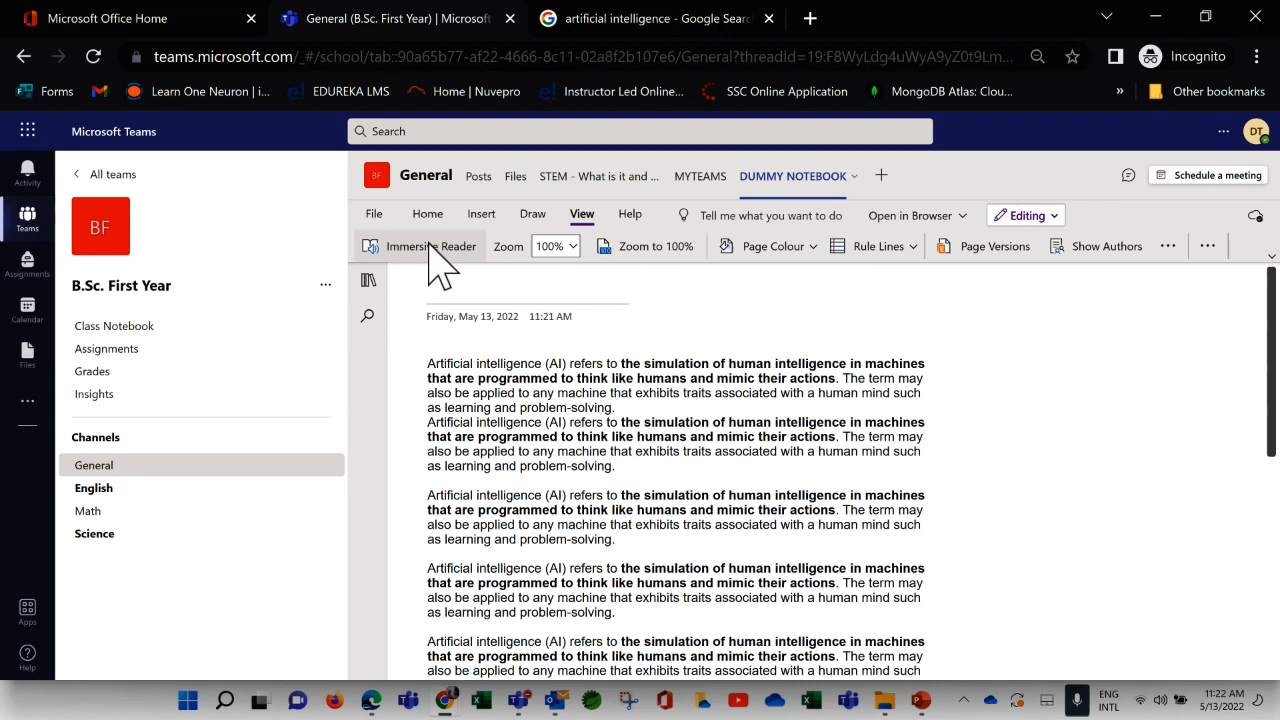 Microsoft Office Home
General (B.Sc. First Year) | Microsoft
artificial intelligence - Google Searc
teams.microsoft.com/_#/school/tab::90a65b77-af22-4666-8c11-02a8f2b107e6/General?threadId=19:F8WyLdg4uWyA9yZ0t9Lm...
Incognito
Forms
Learn One Neuron | i...
EDUREKA LMS
Home | Nuvepro
Instructor Led Online...
SSC Online Application
MongoDB Atlas: Clou...
»
Other bookmarks
Microsoft Teams
Search
DT
Activity
Teams
Assignments
Calendar
Files
Apps
Help
All teams
BF
B.Sc. First Year
Class Notebook
Assignments
Grades
Insights
Channels
General
English
Math
Science
BF
General
Posts
Files
STEM - What is it and ...
MYTEAMS
DUMMY NOTEBOOK
Schedule a meeting
File
Home
Insert
Draw
View
Help
Tell me what you want to do
Open in Browser
Editing
Immersive Reader
Zoom
100%
Zoom to 100%
Page Colour
Rule Lines
Page Versions
Show Authors
Friday, May 13, 2022 11:21 AM
Artificial intelligence (AI) refers to the simulation of human intelligence in machines
that are programmed to think like humans and mimic their actions. The term may
also be applied to any machine that exhibits traits associated with a human mind such
as learning and problem-solving.
Artificial intelligence (AI) refers to the simulation of human intelligence in machines
that are programmed to think like humans and mimic their actions. The term may
also be applied to any machine that exhibits traits associated with a human mind such
as learning and problem-solving.
Artificial intelligence (AI) refers to the simulation of human intelligence in machines
that are programmed to think like humans and mimic their actions. The term may
also be applied to any machine that exhibits traits associated with a human mind such
as learning and problem-solving.
Artificial intelligence (AI) refers to the simulation of human intelligence in machines
that are programmed to think like humans and mimic their actions. The term may
also be applied to any machine that exhibits traits associated with a human mind such
as learning and problem-solving.
Artificial intelligence (AI) refers to the simulation of human intelligence in machines
that are programmed to think like humans and mimic their actions. The term may
also be applied to any machine that exhibits traits associated with a human mind such
ENG
INTL
11:22 AM
5/13/2022